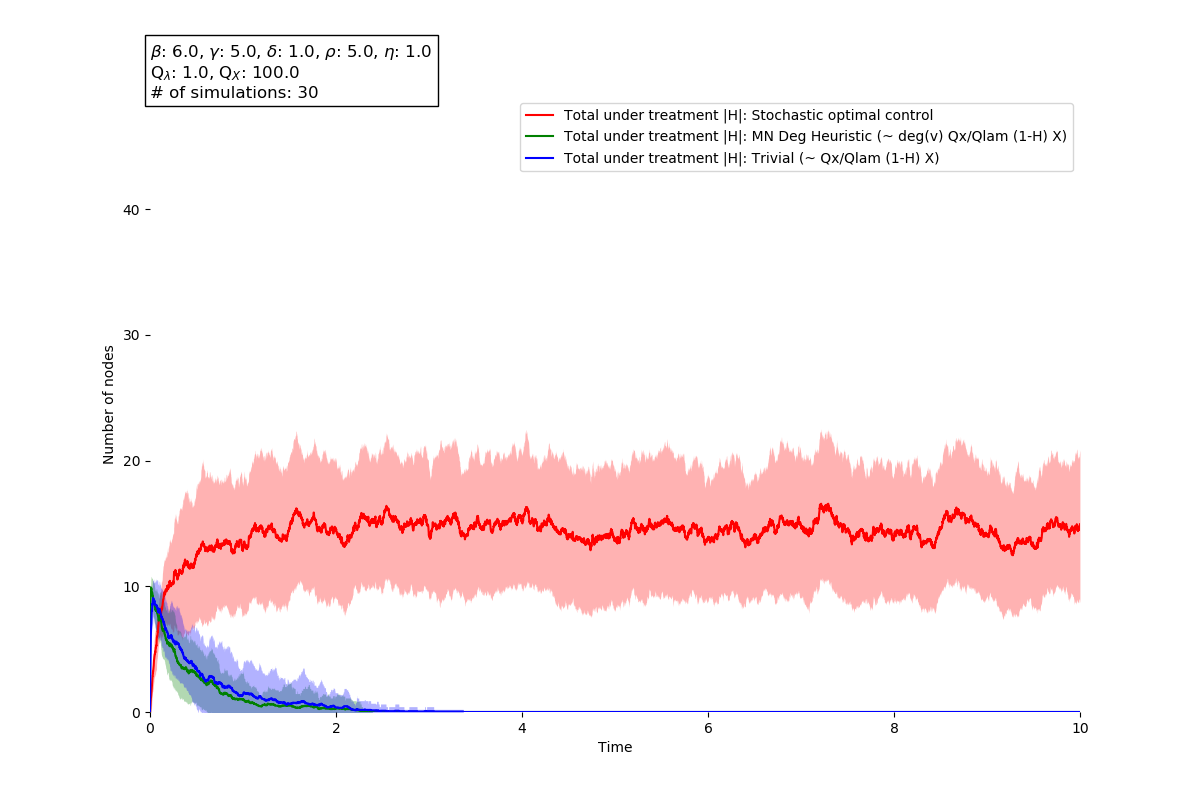 β: 6.0, γ: 5.0, δ: 1.0, ρ: 5.0, η: 1.0
Qλ: 1.0, QX: 100.0
# of simulations: 30
Total under treatment |H|: Stochastic optimal control
Total under treatment |H|: MN Deg Heuristic (~ deg(v) Qx/Qlam (1-H) X)
Total under treatment |H|: Trivial (~ Qx/Qlam (1-H) X)
40
30
20
10
0
Number of nodes
0 2 4 6 8 10
Time